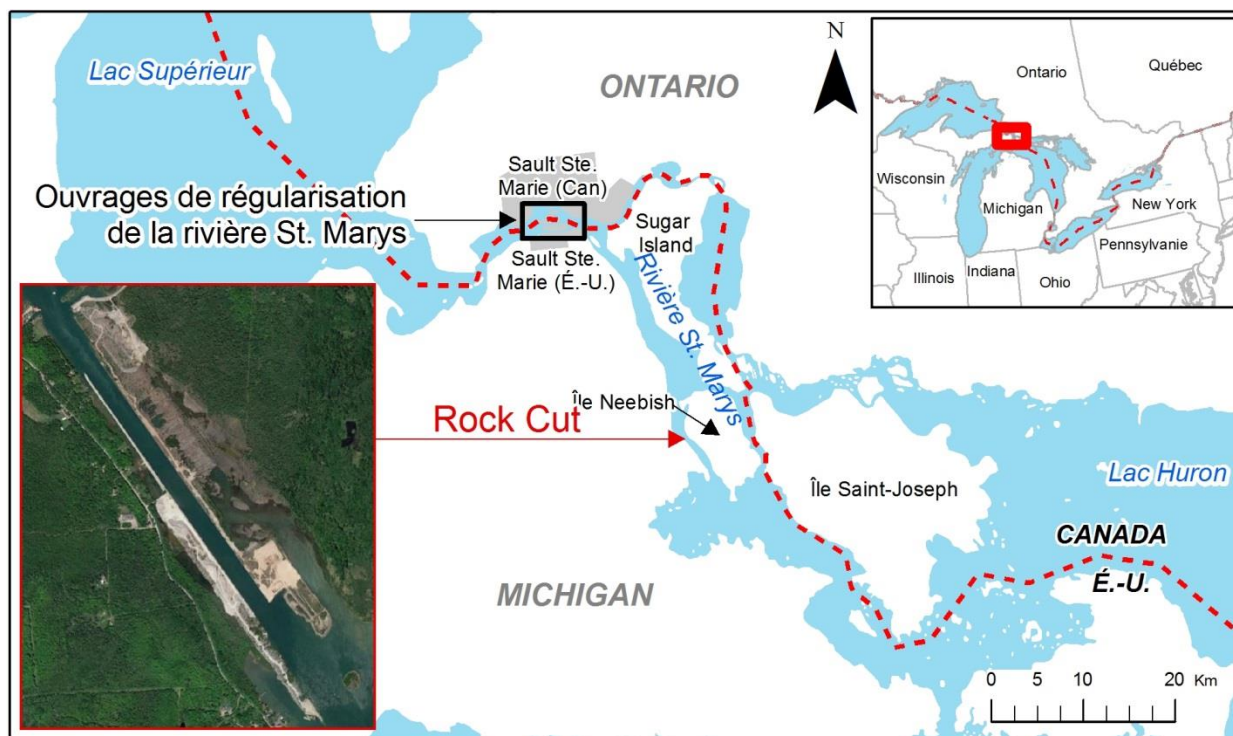 Lac Supérieur
ONTARIO
N
Ontario
Québec
Wisconsin
Michigan
New York
Pennsylvanie
Illinois
Indiana
Ohio
Ouvrages de régularisation
de la rivière St. Marys
Sault Ste.
Marie (Can)
Sugar
Island
Sault Ste.
Marie (É.-U.)
Rivière St. Marys
Île Neebish
Rock Cut
Île Saint-Joseph
Lac Huron
CANADA
É.-U.
MICHIGAN
0 5 10 20 Km